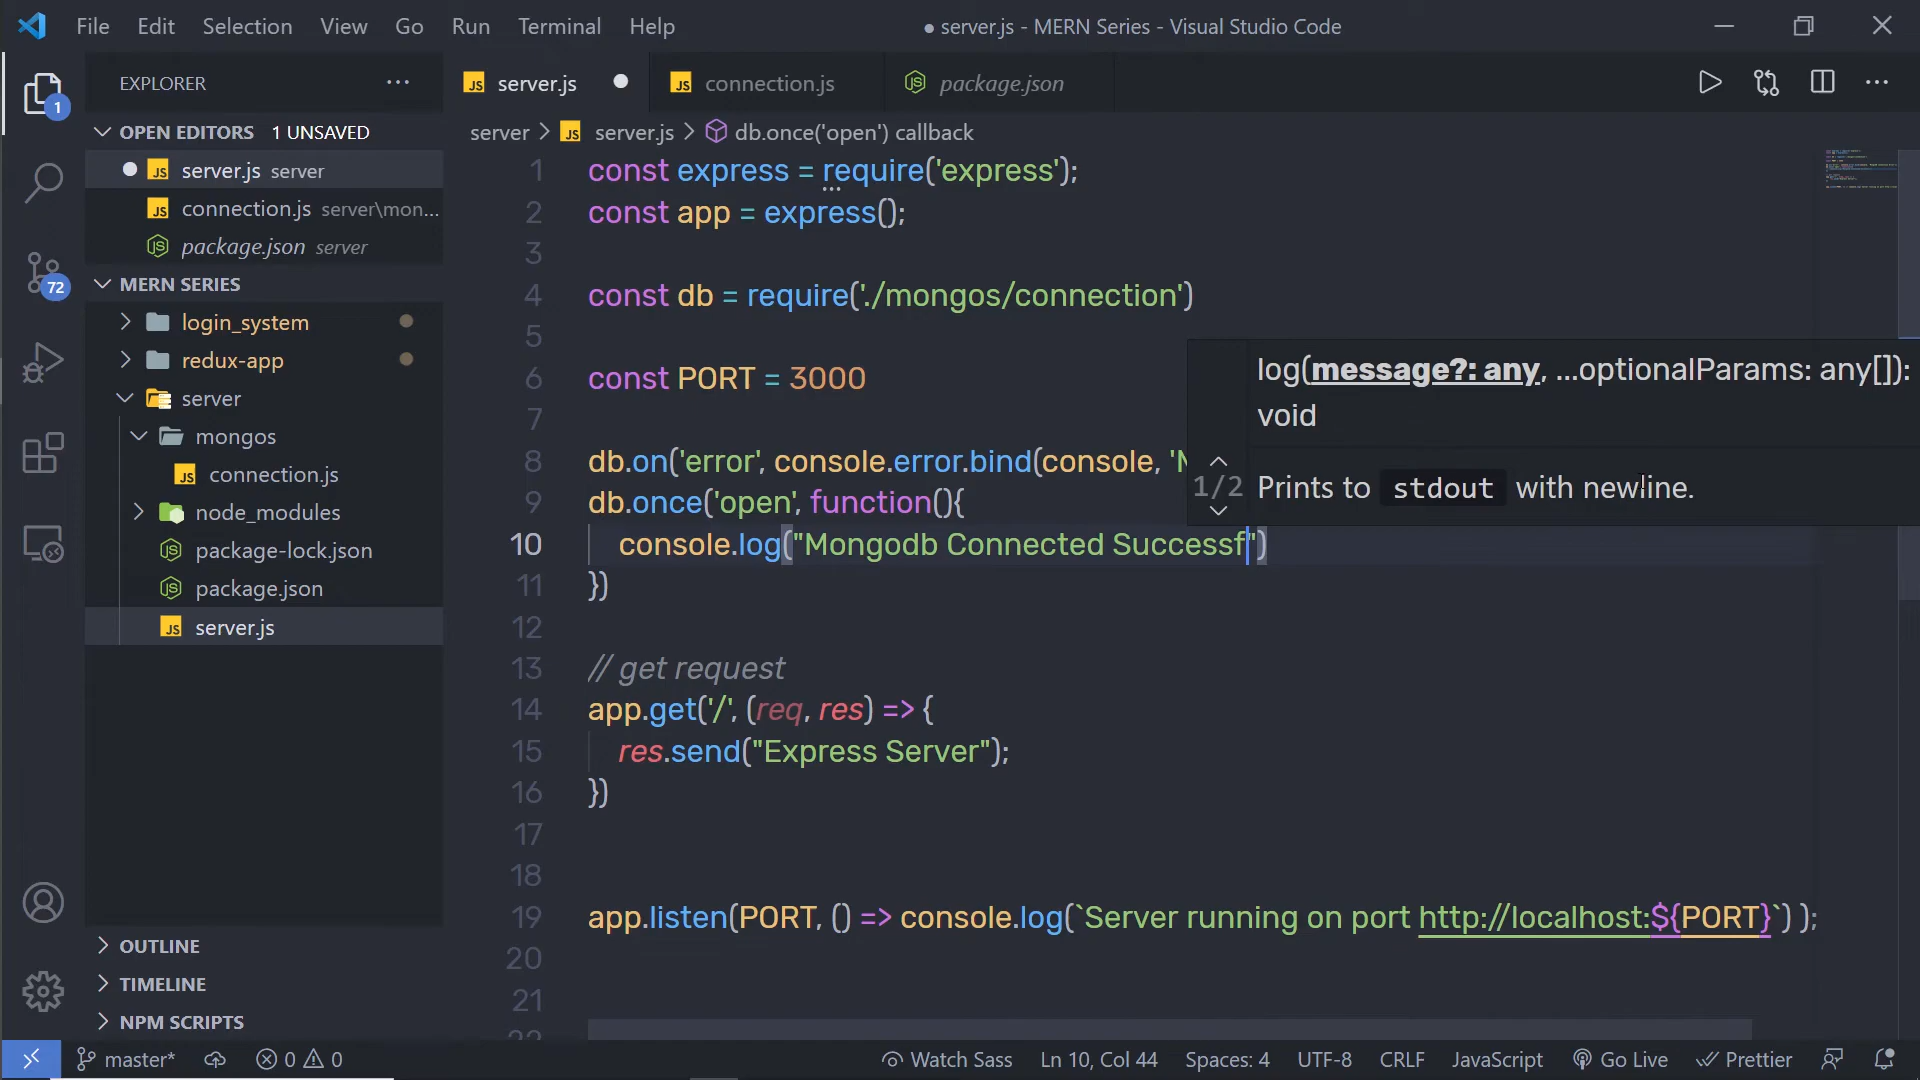 File Edit Selection View Go Run Terminal Help
● server.js - MERN Series - Visual Studio Code
EXPLORER ···
1
OPEN EDITORS 1 UNSAVED
JS server.js server
JS connection.js server\mon...
package.json server
72
MERN SERIES
login_system
redux-app
server
mongos
JS connection.js
node_modules
package-lock.json
package.json
JS server.js
OUTLINE
TIMELINE
NPM SCRIPTS
JS server.js ●
JS connection.js
package.json
server > JS server.js > db.once('open') callback
1 const express = require('express');
2 const app = express();
3
4 const db = require('./mongos/connection')
5
6 const PORT = 3000
7
8 db.on('error', console.error.bind(console, '
9 db.once('open', function(){
10 console.log("Mongodb Connected Successf")
11 })
12
13 // get request
14 app.get('/', (req, res) => {
15 res.send("Express Server");
16 })
17
18
19 app.listen(PORT, () => console.log(`Server running on port http://localhost:${PORT}`) );
20
21
log(message?: any, ...optionalParams: any[]):
void
1/2 Prints to stdout with newline.
master* 0 0 Watch Sass Ln 10, Col 44 Spaces: 4 UTF-8 CRLF JavaScript Go Live Prettier